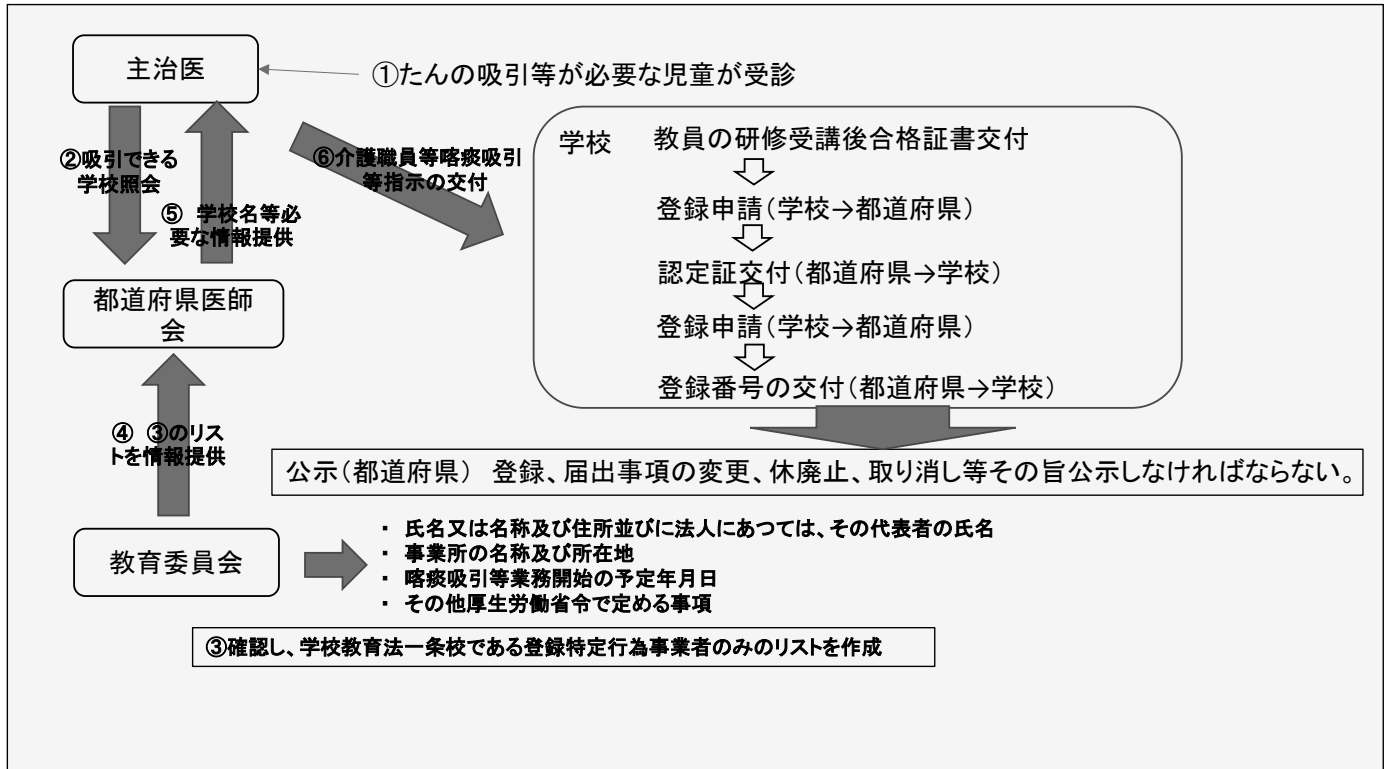 主治医
①たんの吸引等が必要な児童が受診
②吸引できる
学校照会
⑤ 学校名等必
要な情報提供
⑥介護職員等喀痰吸引
等指示の交付
学校
教員の研修受講後合格証書交付
登録申請(学校→都道府県)
認定証交付(都道府県→学校)
登録申請(学校→都道府県)
登録番号の交付(都道府県→学校)
都道府県医師
会
④ ③のリス
トを情報提供
公示(都道府県) 登録、届出事項の変更、休廃止、取り消し等その旨公示しなければならない。
教育委員会
・ 氏名又は名称及び住所並びに法人にあつては、その代表者の氏名
・ 事業所の名称及び所在地
・ 喀痰吸引等業務開始の予定年月日
・ その他厚生労働省令で定める事項
③確認し、学校教育法一条校である登録特定行為事業者のみのリストを作成